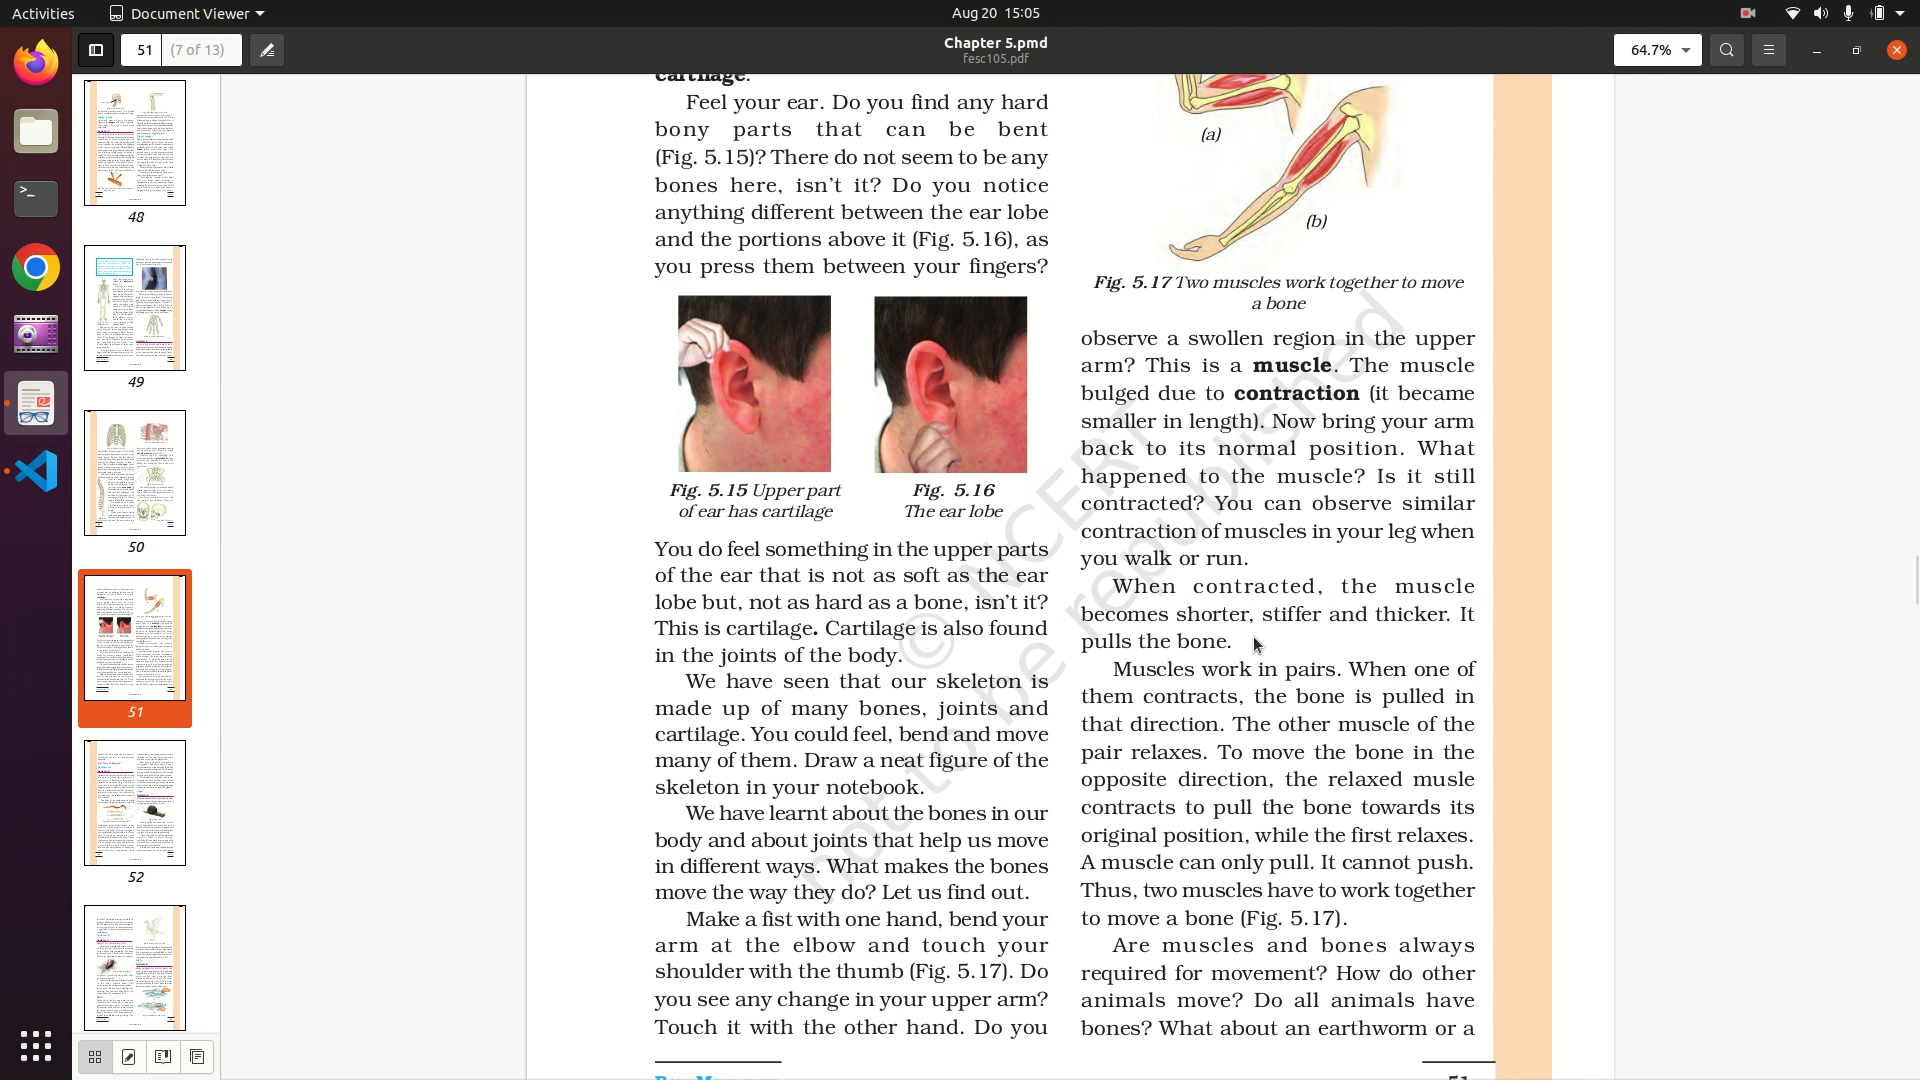 Activities
Document Viewer
Aug 20 15:05
51
(7 of 13)
Chapter 5.pmd
fesc105.pdf
64.7%
48
49
50
51
52
cartilage.
Feel your ear. Do you find any hard
bony parts that can be bent
(Fig. 5.15)? There do not seem to be any
bones here, isn't it? Do you notice
anything different between the ear lobe
and the portions above it (Fig. 5.16), as
you press them between your fingers?
Fig. 5.15 Upper part
of ear has cartilage
Fig. 5.16
The ear lobe
You do feel something in the upper parts
of the ear that is not as soft as the ear
lobe but, not as hard as a bone, isn't it?
This is cartilage. Cartilage is also found
in the joints of the body.
We have seen that our skeleton is
made up of many bones, joints and
cartilage. You could feel, bend and move
many of them. Draw a neat figure of the
skeleton in your notebook.
We have learnt about the bones in our
body and about joints that help us move
in different ways. What makes the bones
move the way they do? Let us find out.
Make a fist with one hand, bend your
arm at the elbow and touch your
shoulder with the thumb (Fig. 5.17). Do
you see any change in your upper arm?
Touch it with the other hand. Do you
(a)
(b)
Fig. 5.17 Two muscles work together to move
a bone
observe a swollen region in the upper
arm? This is a muscle. The muscle
bulged due to contraction (it became
smaller in length). Now bring your arm
back to its normal position. What
happened to the muscle? Is it still
contracted? You can observe similar
contraction of muscles in your leg when
you walk or run.
When contracted, the muscle
becomes shorter, stiffer and thicker. It
pulls the bone.
Muscles work in pairs. When one of
them contracts, the bone is pulled in
that direction. The other muscle of the
pair relaxes. To move the bone in the
opposite direction, the relaxed musle
contracts to pull the bone towards its
original position, while the first relaxes.
A muscle can only pull. It cannot push.
Thus, two muscles have to work together
to move a bone (Fig. 5.17).
Are muscles and bones always
required for movement? How do other
animals move? Do all animals have
bones? What about an earthworm or a
© NCERT
not to be republished
51